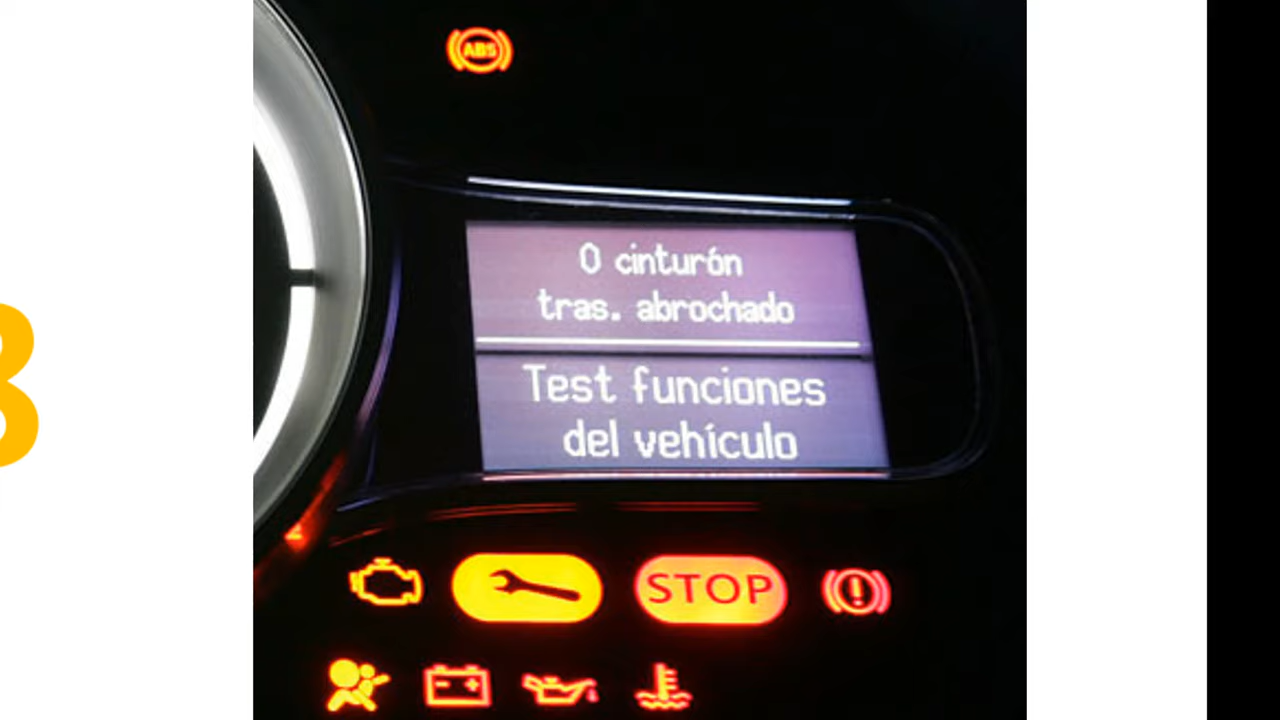 ABS
0 cinturón
tras. abrochado
Test funciones
del vehículo
STOP